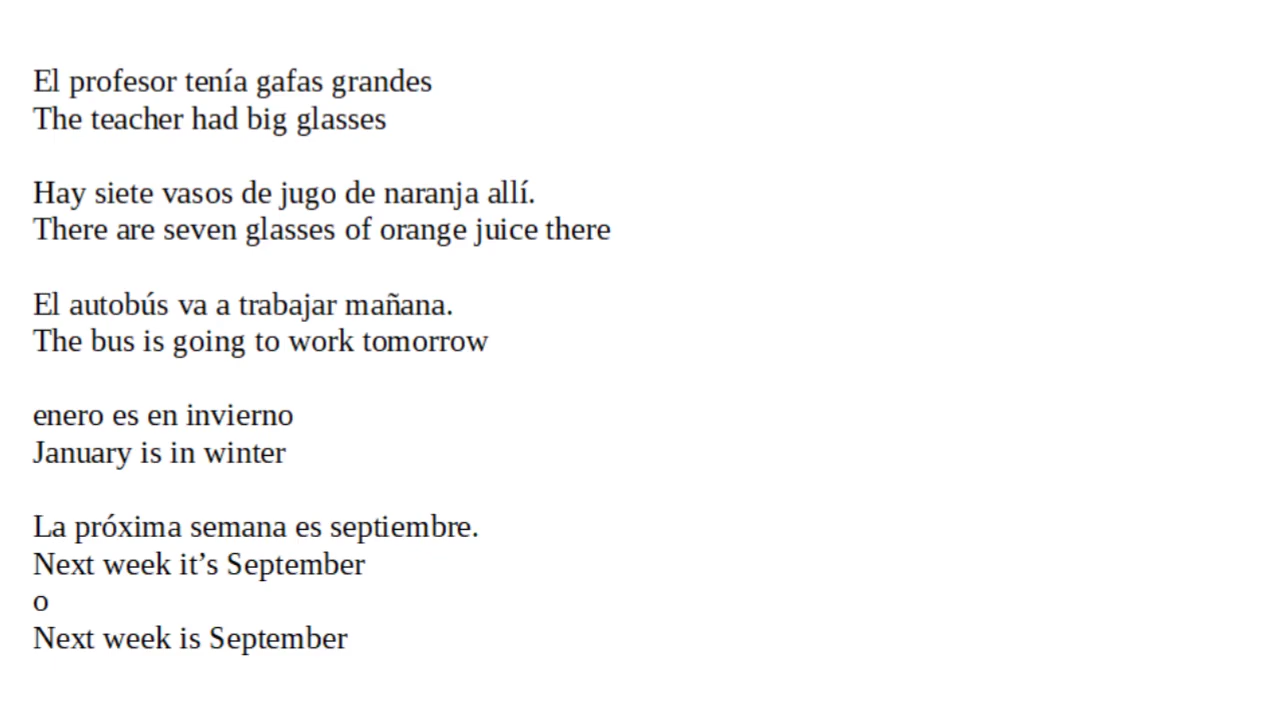 El profesor tenía gafas grandes
The teacher had big glasses
Hay siete vasos de jugo de naranja allí.
There are seven glasses of orange juice there
El autobús va a trabajar mañana.
The bus is going to work tomorrow
enero es en invierno
January is in winter
La próxima semana es septiembre.
Next week it’s September
o
Next week is September